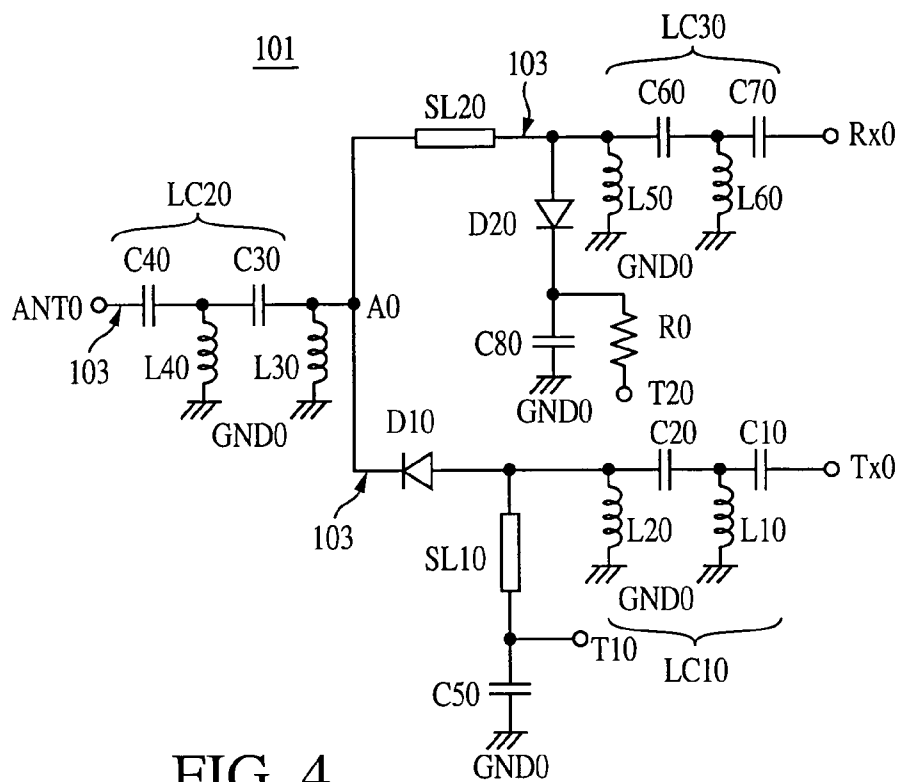 101
LC30
103
C60
C70
SL20
Rx0
L50
L60
LC20
D20
GND0
C40
C30
ANT0
A0
R0
C80
103
L40
L30
T20
GND0
GND0
D10
C20
C10
Tx0
103
L20
L10
SL10
GND0
T10
LC10
C50
GND0
FIG. 4